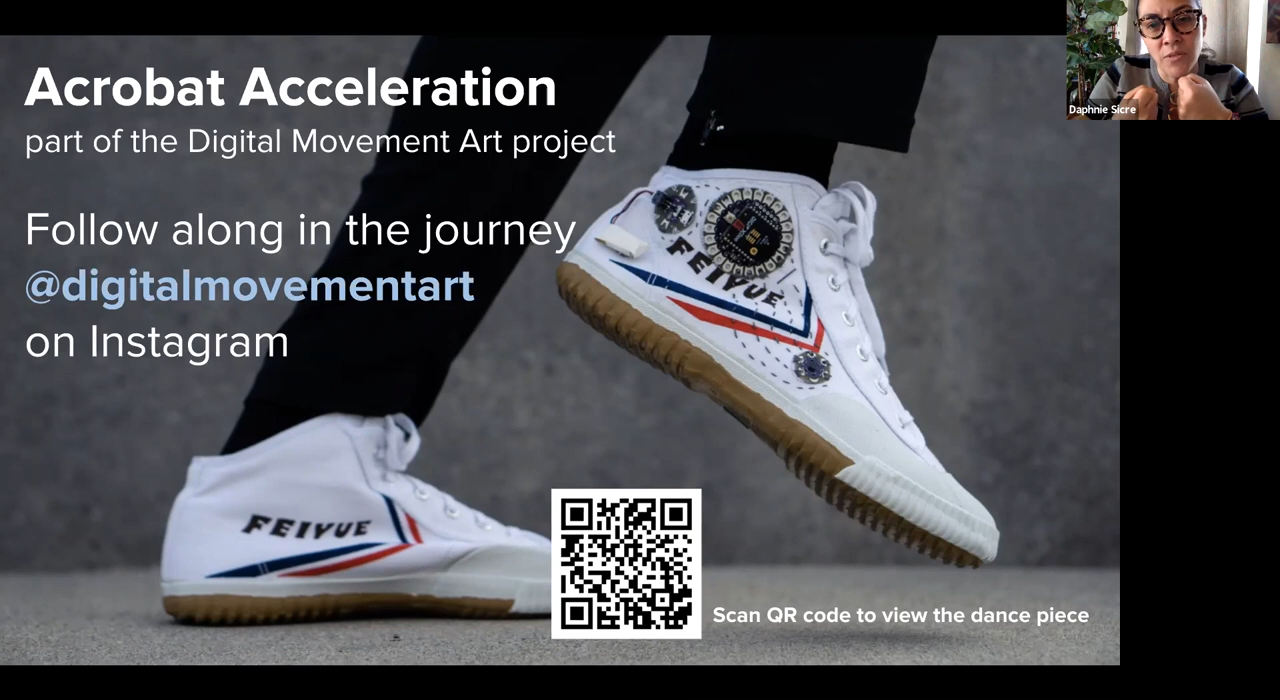 Acrobat Acceleration
part of the Digital Movement Art project
Follow along in the journey
@digitalmovementart
on Instagram
FEIYUE
FEIYUE
Scan QR code to view the dance piece
Daphnie Sicre